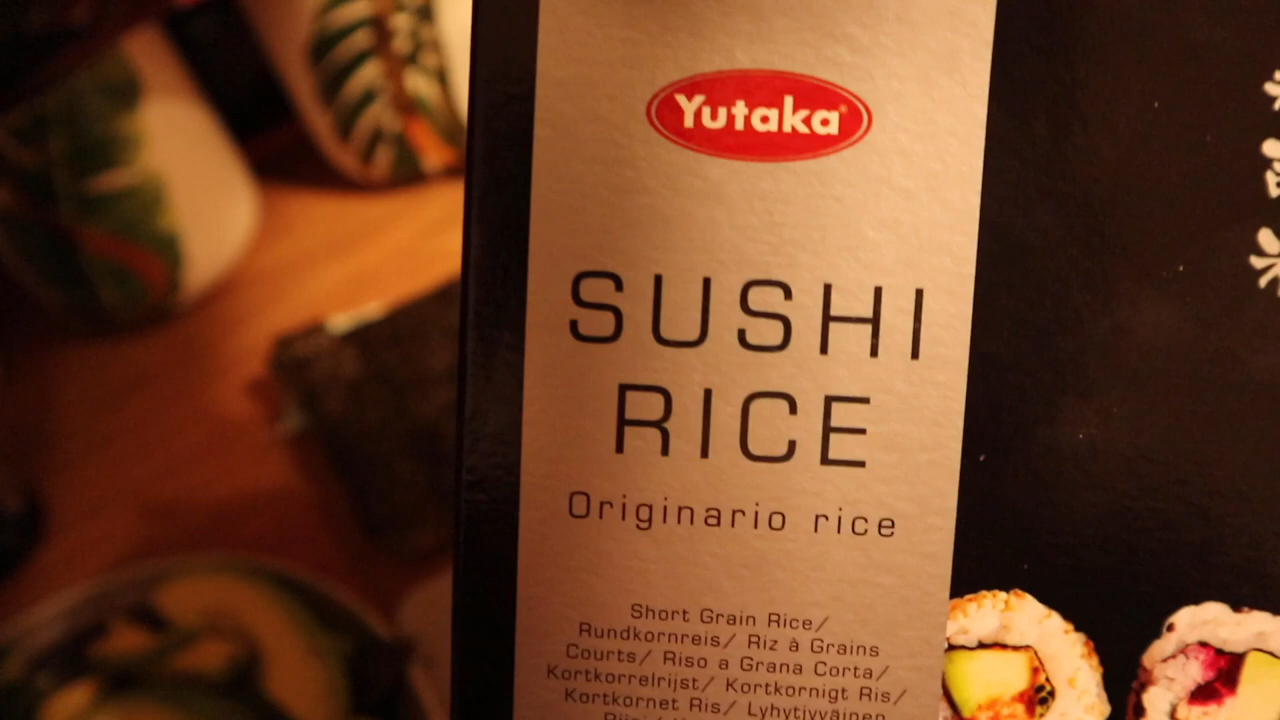 Yutaka
SUSHI
RICE
Originario rice
Short Grain Rice/
Rundkornreis/ Riz à Grains
Courts/ Riso a Grana Corta/
Kortkorrelrijst/ Kortkornigt Ris/
Kortkornet Ris/ Lyhytjyväinen